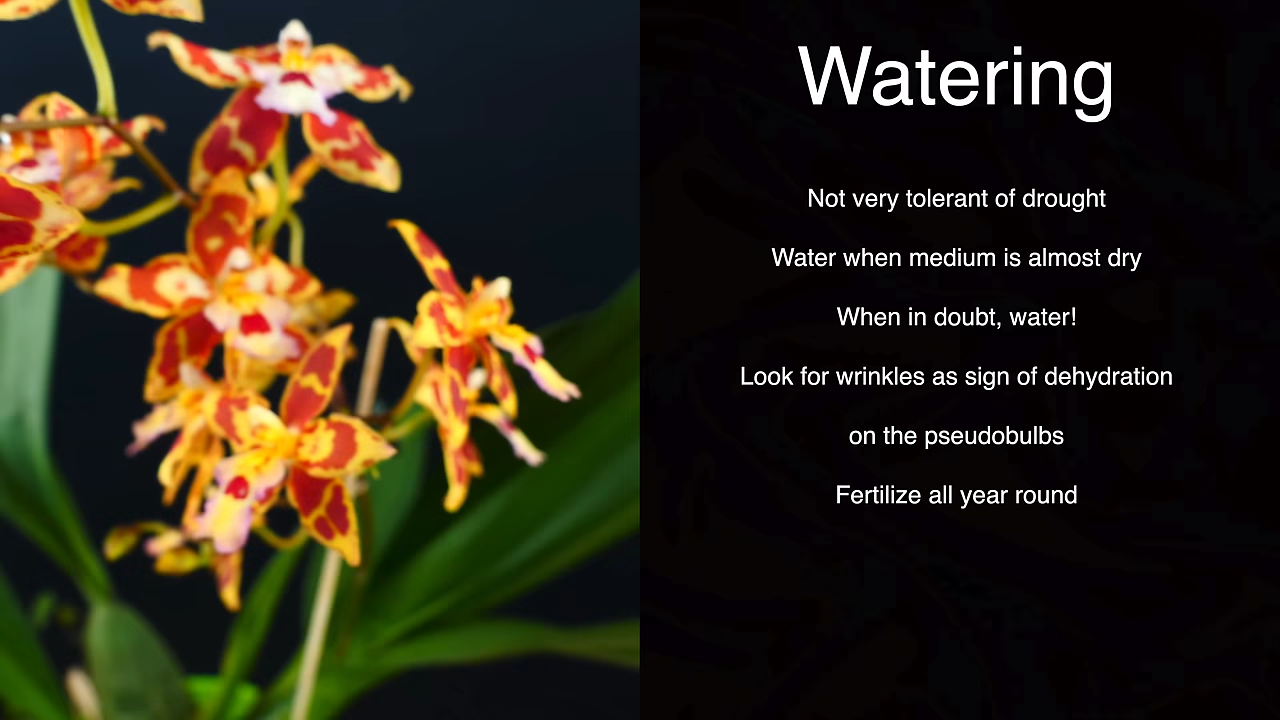 Watering
Not very tolerant of drought
Water when medium is almost dry
When in doubt, water!
Look for wrinkles as sign of dehydration
on the pseudobulbs
Fertilize all year round